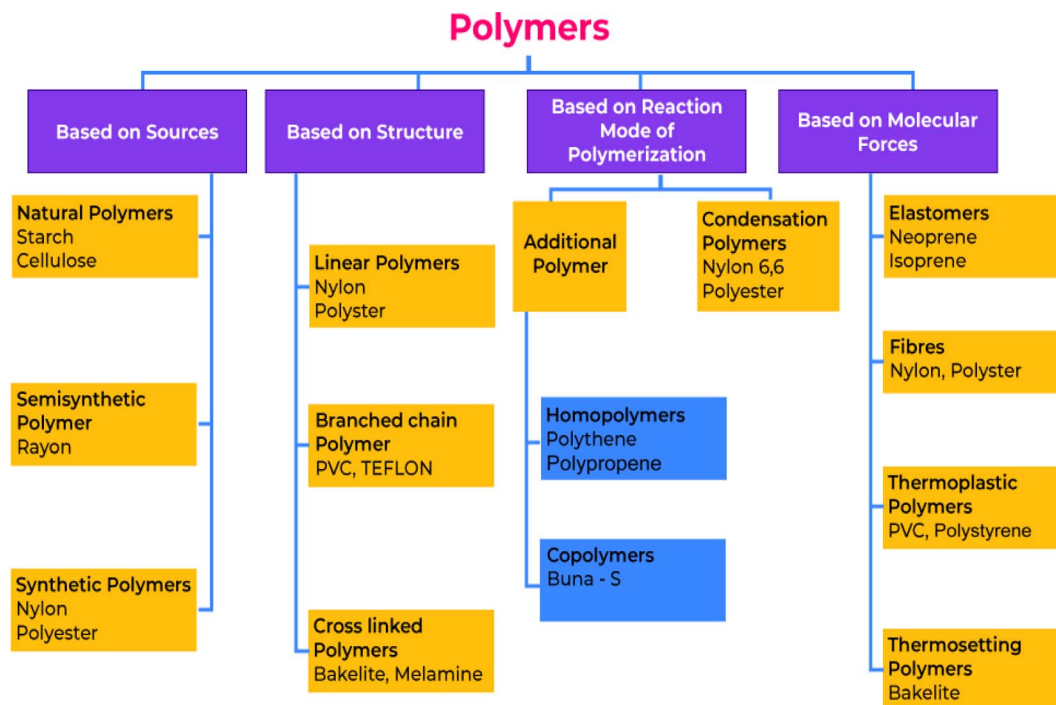 Polymers
Based on Sources
Natural Polymers
Starch
Cellulose
Semisynthetic
Polymer
Rayon
Synthetic Polymers
Nylon
Polyester
Based on Structure
Linear Polymers
Nylon
Polyster
Branched chain
Polymer
PVC, TEFLON
Cross linked
Polymers
Bakelite, Melamine
Based on Reaction
Mode of
Polymerization
Additional
Polymer
Homopolymers
Polythene
Polypropene
Copolymers
Buna - S
Condensation
Polymers
Nylon 6,6
Polyester
Based on Molecular
Forces
Elastomers
Neoprene
Isoprene
Fibres
Nylon, Polyster
Thermoplastic
Polymers
PVC, Polystyrene
Thermosetting
Polymers
Bakelite